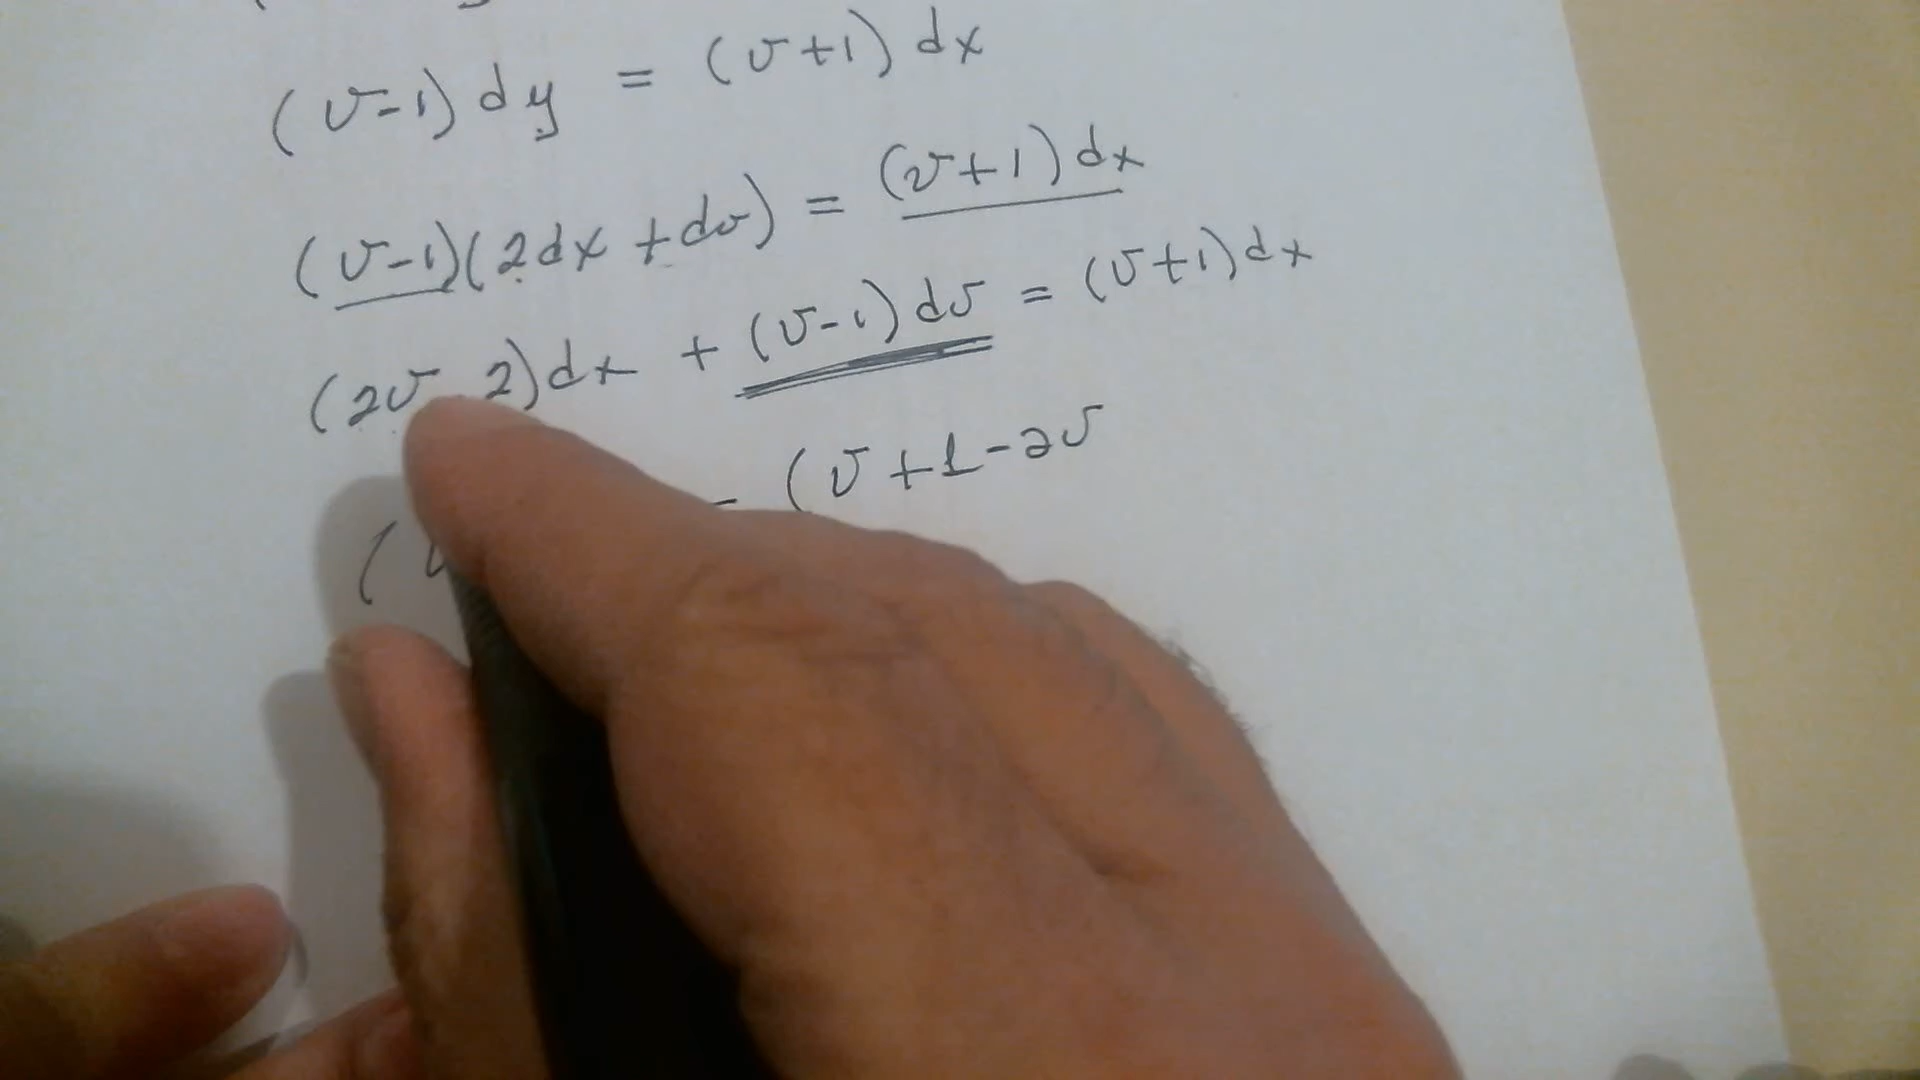 (v-1) dy = (v+1) dx
(v-1)(2dx + dv) = (v+1) dx
(2v 2) dx + (v-1) dv = (v+1) dx
( (v+1-2v